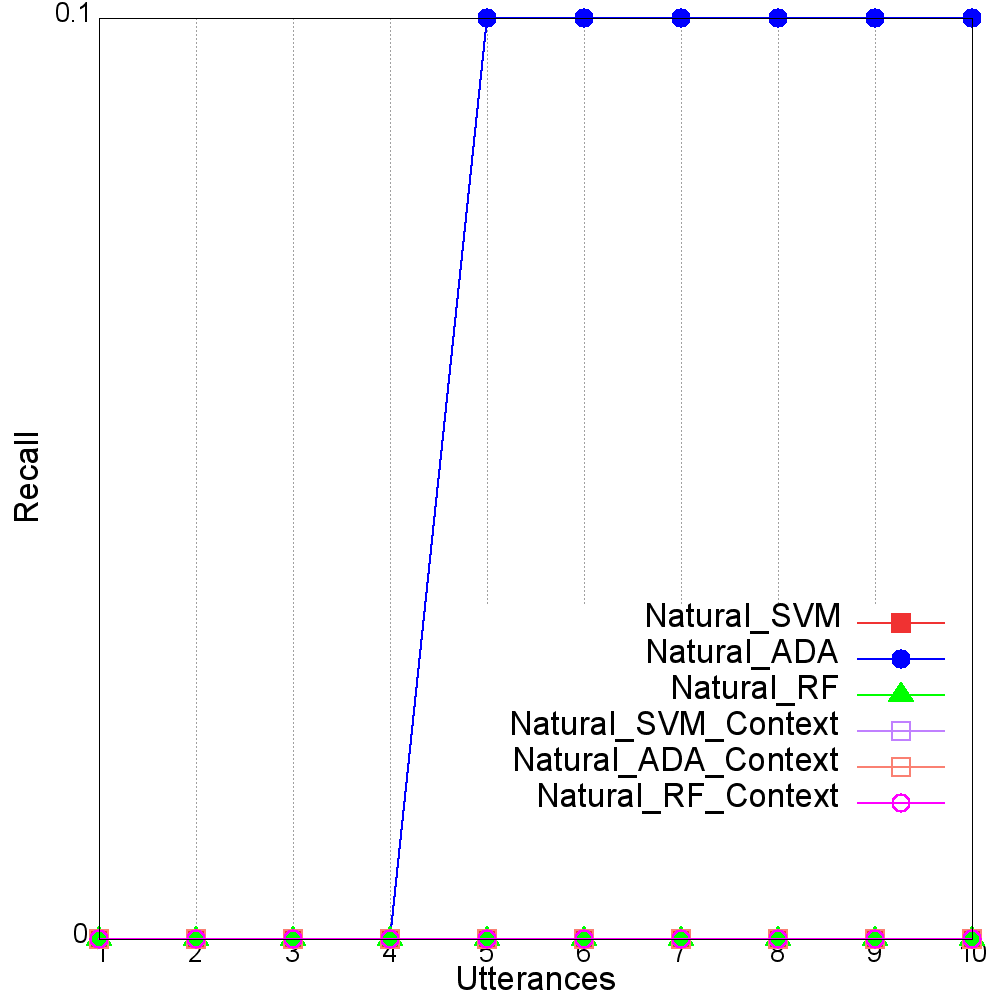 0.1
Recall
Natural_SVM
Natural_ADA
Natural_RF
Natural_SVM_Context
Natural_ADA_Context
Natural_RF_Context
0
1 2 3 4 5 6 7 8 9 10
Utterances